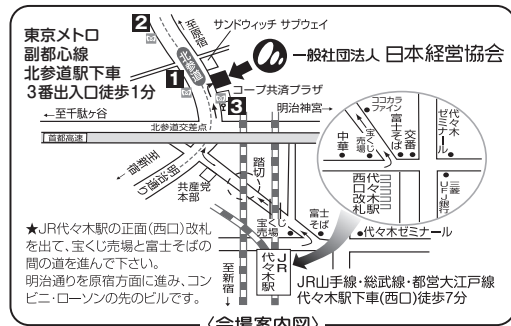 東京メトロ
副都心線
北参道駅下車
3番出入口徒歩1分
2
至原宿
サンドウィッチ サブウェイ
北参道
一般社団法人 日本経営協会
1
コープ共済プラザ
3
←至千駄ヶ谷
明治神宮→
北参道交差点
首都高速
至新宿
明治通り
共産党
本部
踏切
宝くじ
売場
富士
そば
代々木ゼミナール
JR
代々木駅
至新宿
ココカラ
ファイン
中華
宝くじ
売場
富士そば
交番
代々木
ゼミナール
代々木駅
西口改札
三菱
UFJ銀行
★JR代々木駅の正面(西口)改札
を出て、宝くじ売場と富士そばの
間の道を進んで下さい。
明治通りを原宿方面に進み、コン
ビニ・ローソンの先のビルです。
JR山手線・総武線・都営大江戸線
代々木駅下車(西口)徒歩7分
〈会場案内図〉